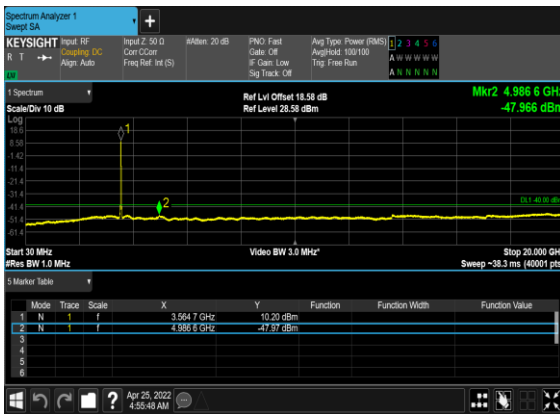 Spectrum Analyzer 1
Swept SA
+
KEYSIGHT Input: RF Input Z: 50 Ω #Atten: 20 dB PNO: Fast Avg Type: Power (RMS) 1 2 3 4 5 6
R T Coupling: DC Corr CCorr Gate: Off Avg|Hold: 100/100 A W W W W W
Align: Auto Freq Ref: Int (S) IF Gain: Low Trig: Free Run
Sig Track: Off A N N N N N
1 Spectrum
Scale/Div 10 dB
Ref Lvl Offset 18.58 dB
Ref Level 28.58 dBm
Mkr2 4.986 6 GHz
-47.966 dBm
Log
18.6
8.58
-1.42
-11.4
-21.4
-31.4
-41.4
-51.4
-61.4
1
2
DL1 -40.00 dBm
Start 30 MHz Video BW 3.0 MHz* Stop 20.000 GHz
#Res BW 1.0 MHz Sweep ~38.3 ms (40001 pts
5 Marker Table
Mode Trace Scale X Y Function Function Width Function Value
1 N 1 f 3.564 7 GHz 10.20 dBm
2 N 1 f 4.986 6 GHz -47.97 dBm
3
4
5
6
?
Apr 25, 2022
4:55:48 AM